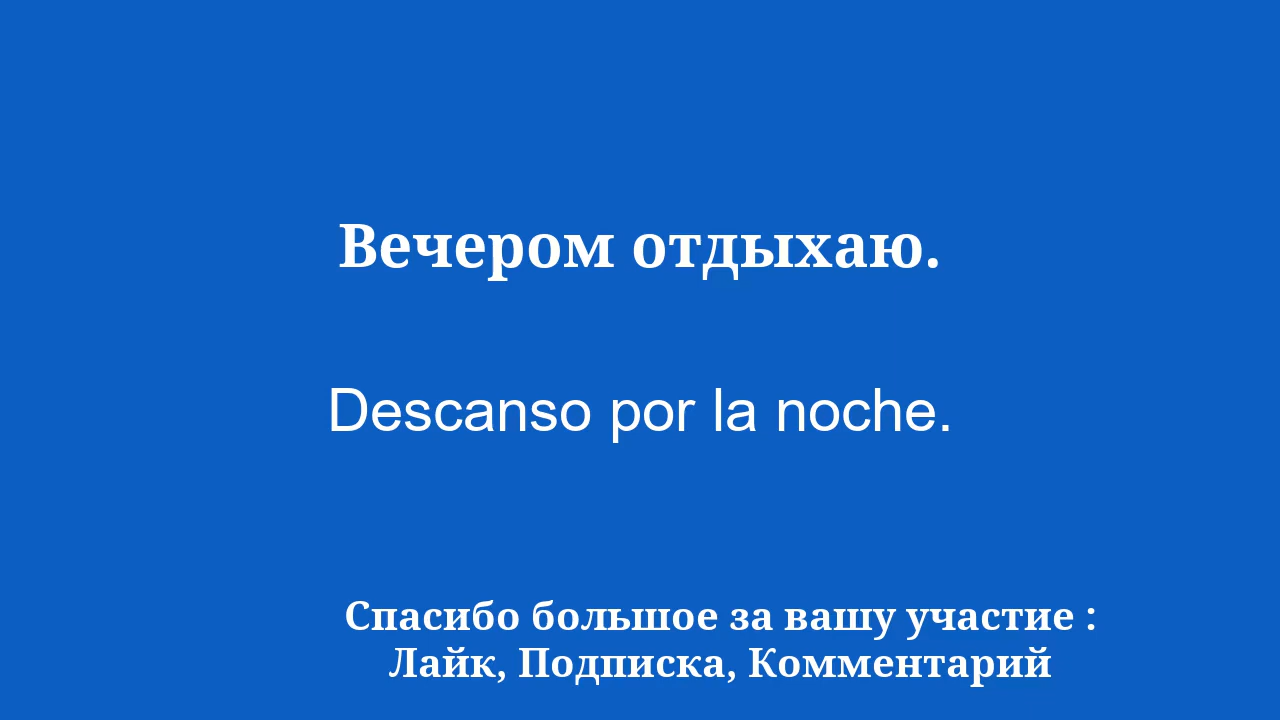 Вечером отдыхаю.
Descanso por la noche.
Спасибо большое за вашу участие :
Лайк, Подписка, Комментарий